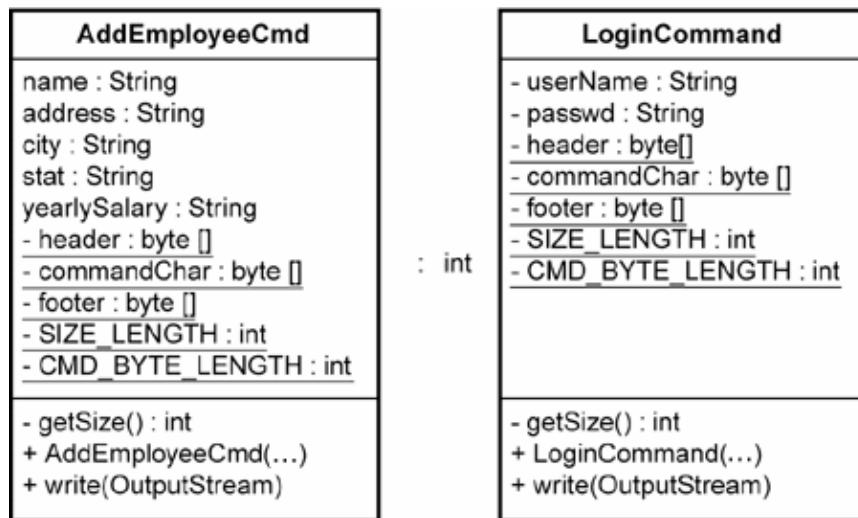 AddEmployeeCmd
name : String
address : String
city : String
stat : String
yearlySalary : String
- header : byte []
- commandChar : byte []
- footer : byte []
- SIZE_LENGTH : int
- CMD_BYTE_LENGTH : int
- getSize() : int
+ AddEmployeeCmd(...)
+ write(OutputStream)
: int
LoginCommand
- userName : String
- passwd : String
- header : byte[]
- commandChar : byte []
- footer : byte []
- SIZE_LENGTH : int
- CMD_BYTE_LENGTH : int
- getSize() : int
+ LoginCommand(...)
+ write(OutputStream)